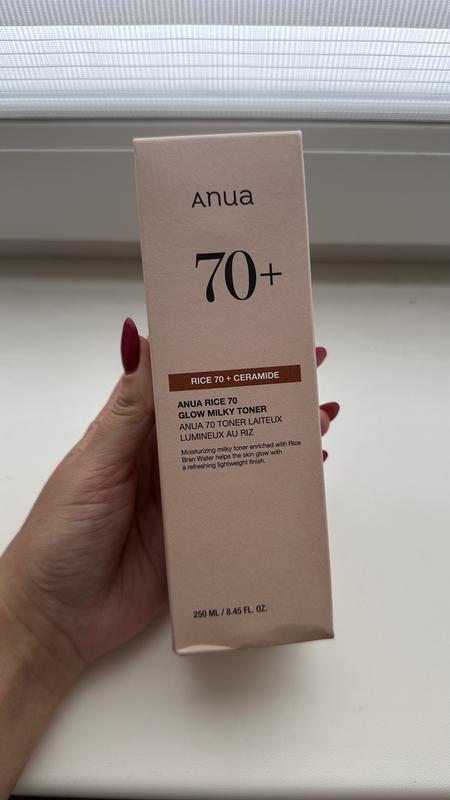 Anua
70+
RICE 70 + CERAMIDE
ANUA RICE 70
GLOW MILKY TONER
ANUA 70 TONER LAITEUX
LUMINEUX AU RIZ
Moisturizing milky toner enriched with Rice
Bran Water helps the skin glow with
a refreshing lightweight finish.
250 ML / 8.45 FL. OZ.